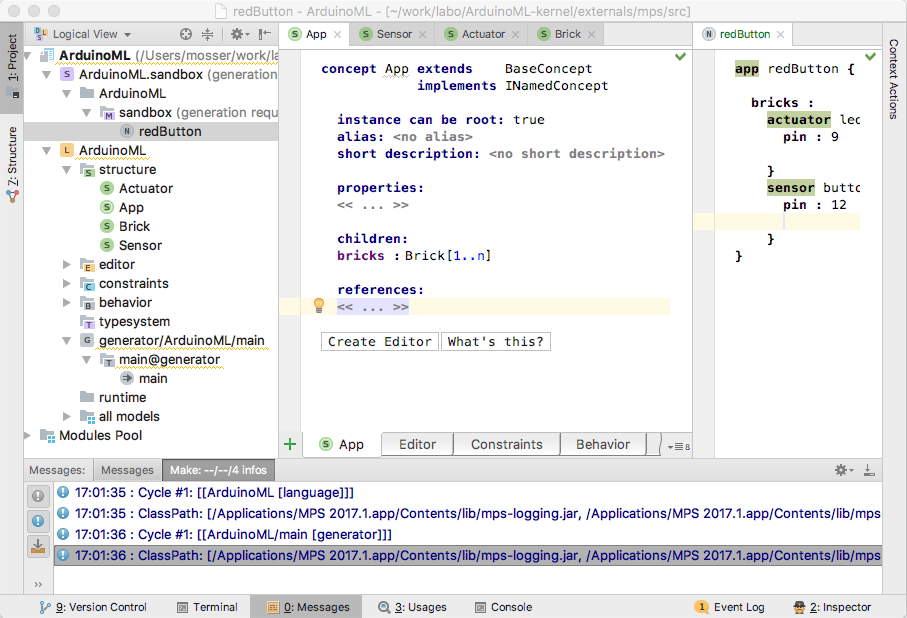 redButton - ArduinoML - [~/work/labo/ArduinoML-kernel/externals/mps/src]
1: Project
7: Structure
Logical View
ArduinoML (/Users/mosser/work/la
ArduinoML.sandbox (generation
ArduinoML
sandbox (generation requ
redButton
ArduinoML
structure
Actuator
App
Brick
Sensor
editor
constraints
behavior
typesystem
generator/ArduinoML/main
main@generator
main
runtime
all models
Modules Pool
App Sensor Actuator Brick
concept App extends BaseConcept
implements INamedConcept
instance can be root: true
alias: <no alias>
short description: <no short description>
properties:
<< ... >>
children:
bricks : Brick[1..n]
references:
<< ... >>
Create Editor What's this?
App Editor Constraints Behavior
8
redButton
app redButton {
bricks :
actuator led
pin : 9
}
sensor butto
pin : 12
}
}
Context Actions
Messages: Messages Make: --/--/4 infos
17:01:35 : Cycle #1: [[ArduinoML [language]]]
17:01:35 : ClassPath: [/Applications/MPS 2017.1.app/Contents/lib/mps-logging.jar, /Applications/MPS 2017.1.app/Contents/lib/mps
17:01:36 : Cycle #1: [[ArduinoML/main [generator]]]
17:01:36 : ClassPath: [/Applications/MPS 2017.1.app/Contents/lib/mps-logging.jar, /Applications/MPS 2017.1.app/Contents/lib/mps
9: Version Control Terminal 0: Messages 3: Usages Console 1 Event Log 2: Inspector